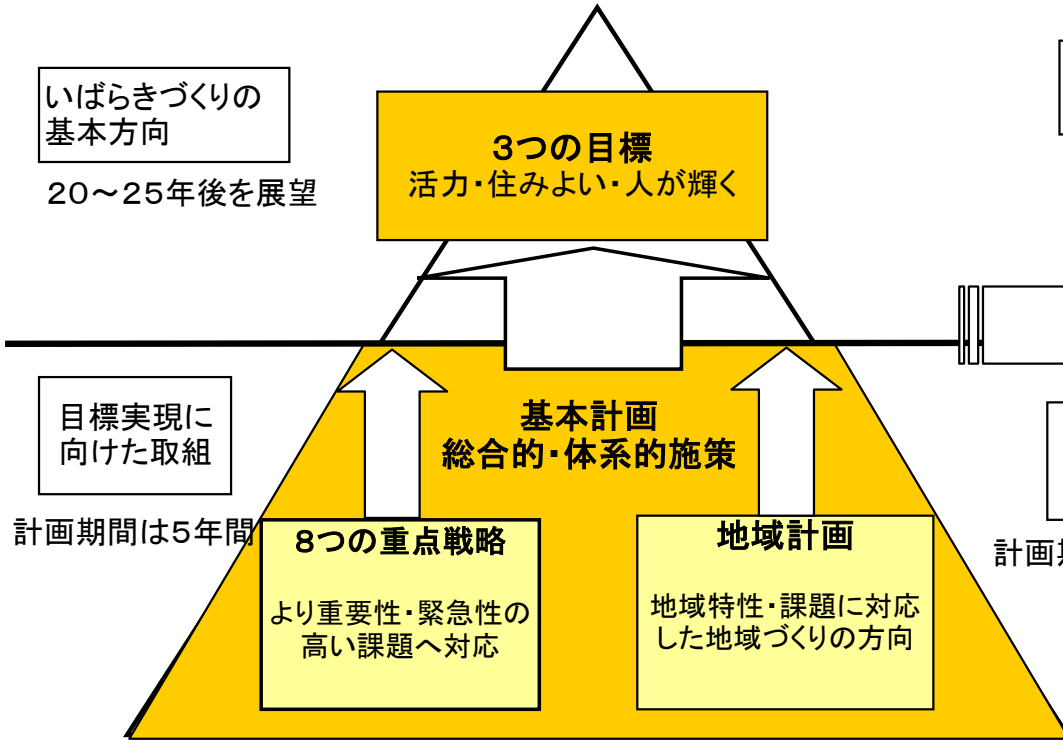 いばらきづくりの
基本方向
20～25年後を展望
3つの目標
活力・住みよい・人が輝く
目標実現に
向けた取組
計画期間は5年間
基本計画
総合的・体系的施策
8つの重点戦略
より重要性・緊急性の
高い課題へ対応
地域計画
地域特性・課題に対応
した地域づくりの方向
計画